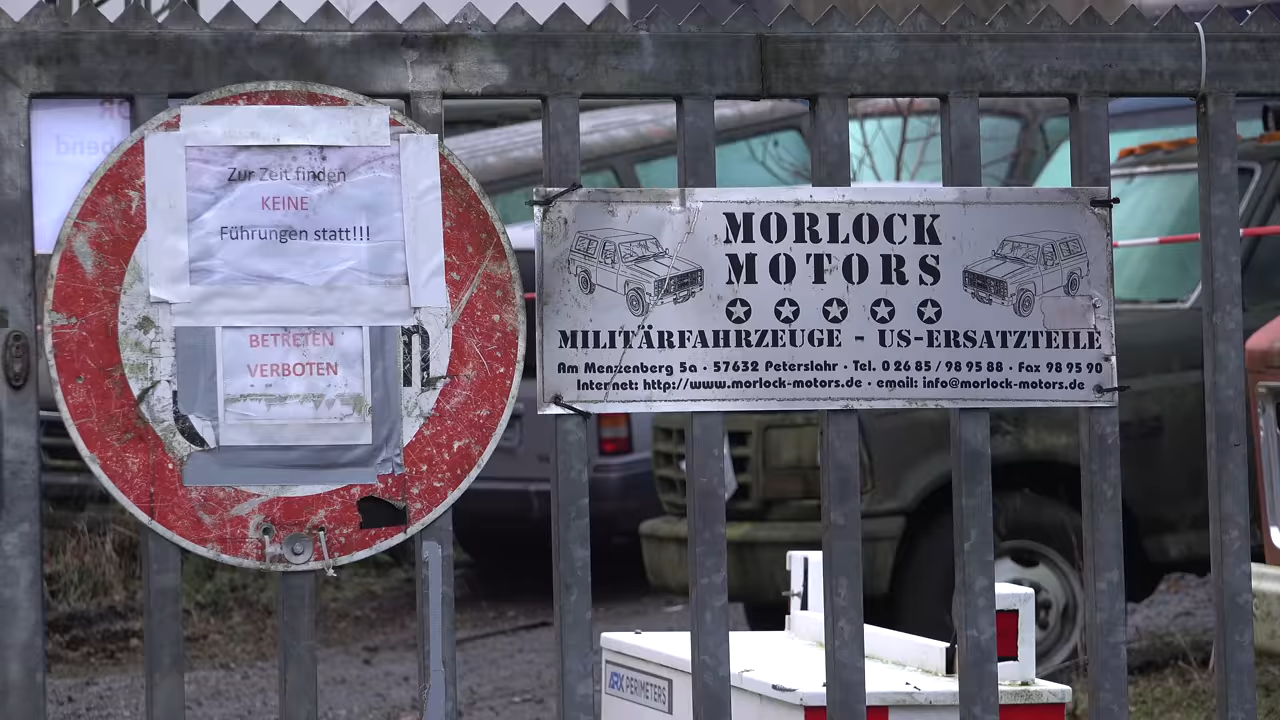 Zur Zeit finden
KEINE
Führungen statt!!!
BETRETEN
VERBOTEN
m
MORLOCK
MOTORS
MILITÄRFAHRZEUGE - US-ERSATZTEILE
Am Menzenberg 5a · 57632 Peterslahr · Tel. 0 26 85 / 98 95 88 · Fax 98 95 90
Internet: http://www.morlock-motors.de · email: info@morlock-motors.de
ARX PERIMETERS